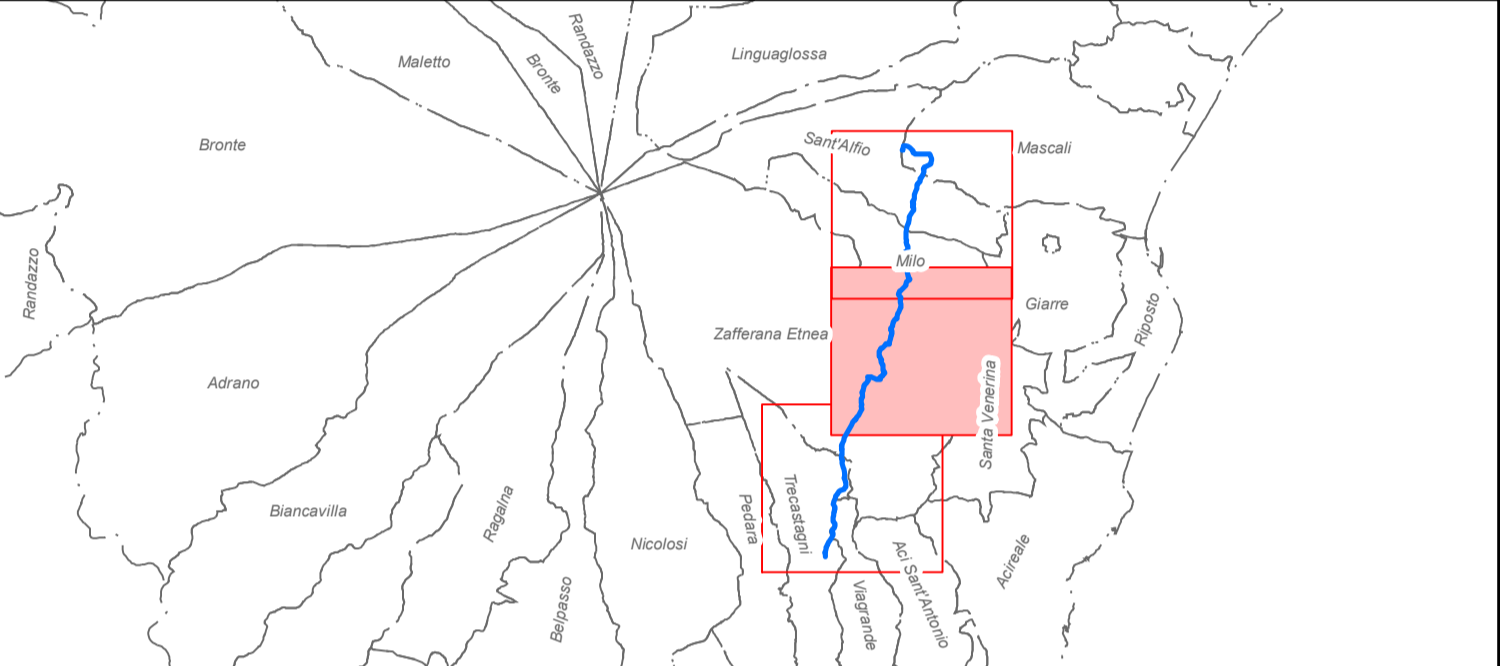 Randazzo
Linguaglossa
Maletto
Bronte
Bronte
Sant'Alfio
Mascali
Randazzo
Milo
Giarre
Riposto
Zafferana Etnea
Adrano
Santa Venerina
Biancavilla
Ragalna
Pedara
Trecastagni
Nicolosi
Aci Sant'Antonio
Acireale
Belpasso
Viagrande